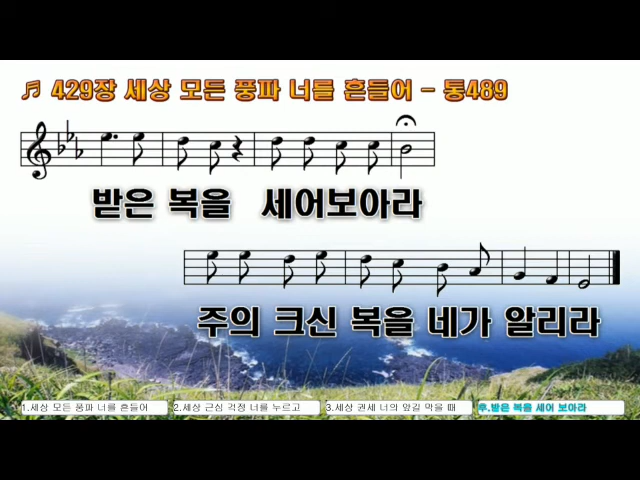 ♬ 429장 세상 모든 풍파 너를 흔들어 - 통489
받은 복을 세어보아라
주의 크신 복을 네가 알리라
1.세상 모든 풍파 너를 흔들어
2.세상 근심 걱정 너를 누르고
3.세상 권세 너의 앞길 막을 때
후.받은 복을 세어 보아라